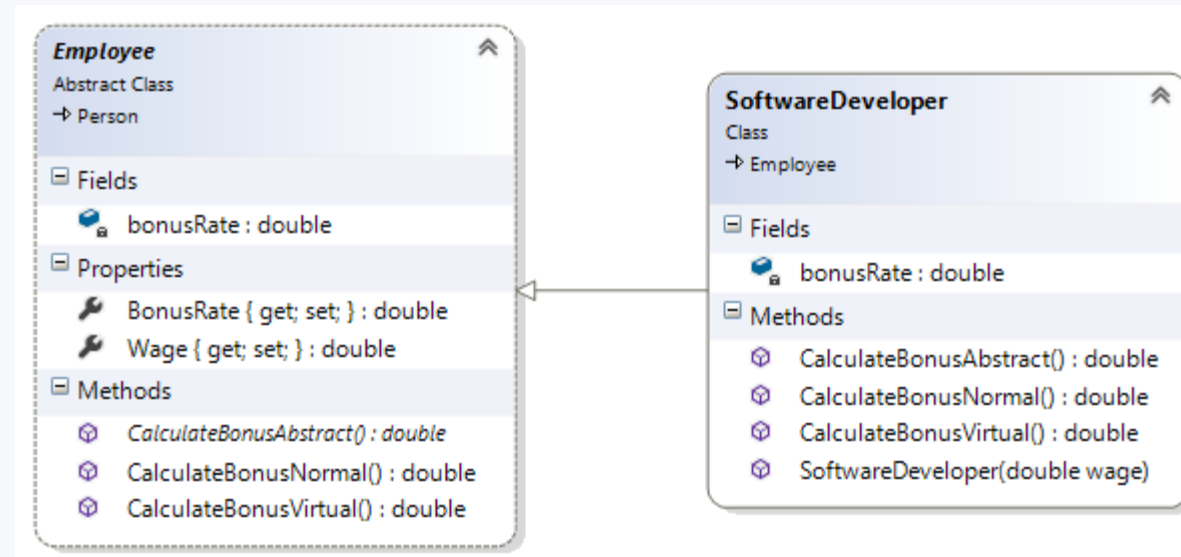 Employee
Abstract Class
Person
Fields
bonusRate : double
Properties
BonusRate { get; set; } : double
Wage { get; set; } : double
Methods
CalculateBonusAbstract() : double
CalculateBonusNormal() : double
CalculateBonusVirtual() : double
SoftwareDeveloper
Class
Employee
Fields
bonusRate : double
Methods
CalculateBonusAbstract() : double
CalculateBonusNormal() : double
CalculateBonusVirtual() : double
SoftwareDeveloper(double wage)